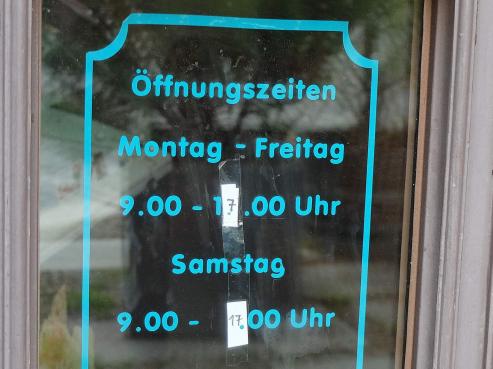 Öffnungszeiten
Montag - Freitag
9.00 - 17.00 Uhr
Samstag
9.00 - 17.00 Uhr